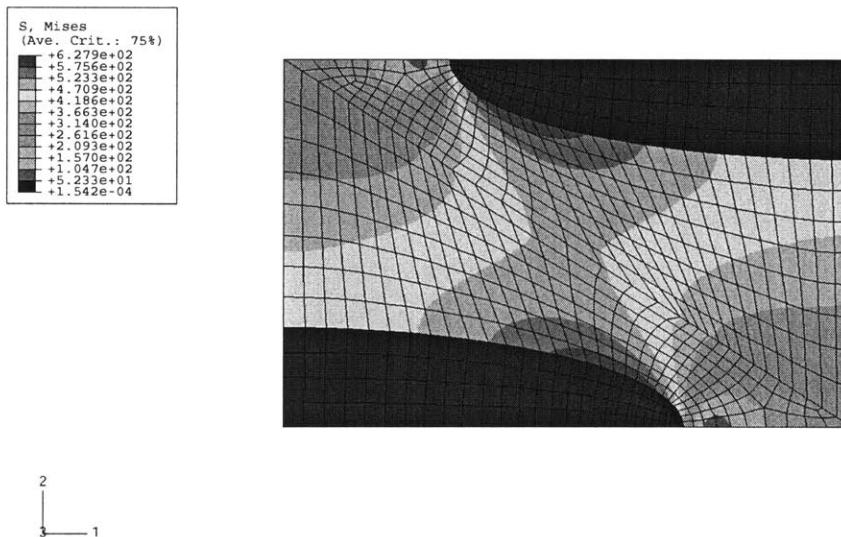 S, Mises
(Ave. Crit.: 75%)
+6.279e+02
+5.756e+02
+5.233e+02
+4.709e+02
+4.186e+02
+3.663e+02
+3.140e+02
+2.616e+02
+2.093e+02
+1.570e+02
+1.047e+02
+5.233e+01
+1.542e-04
2
3 1